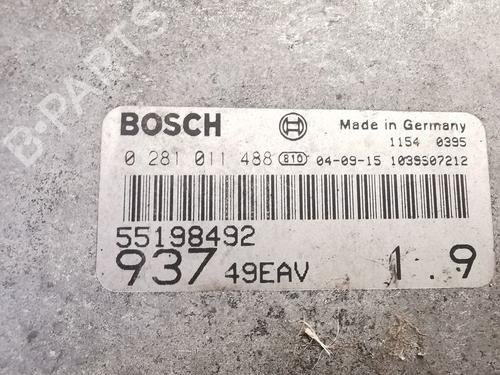 B-PARTS
BOSCH
Made in Germany
1154 0395
0 281 011 488 810 04-09-15 1039S07212
55198492
937 49EAV 1.9